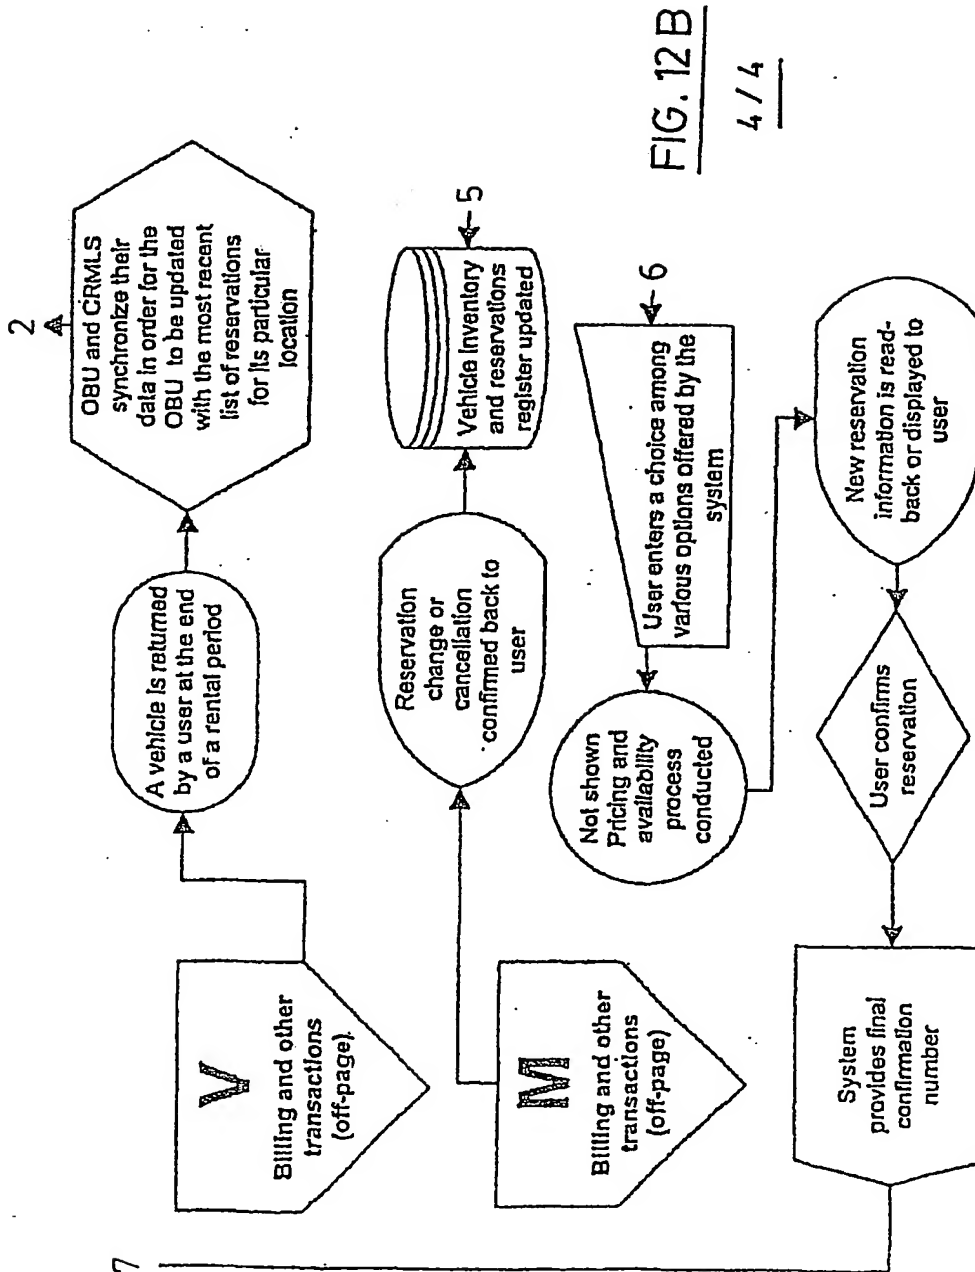 2
OBU and CRMLS
synchronize their
data in order for the
OBU to be updated
with the most recent
list of reservations
for its particular
location
A vehicle is returned
by a user at the end
of a rental period
V
Billing and other
transactions
(off-page).
5
Vehicle Inventory
and reservations
register updated
Reservation
change or
cancellation
confirmed back to
user
M
Billing and other
transactions
(off-page)
6
User enters a choice among
various options offered by the
system
Not shown
Pricing and
availability
process
conducted
New reservation
information is read-
back or displayed to
user
User confirms
reservation
System
provides final
confirmation
number
7
FIG. 12B
4/4